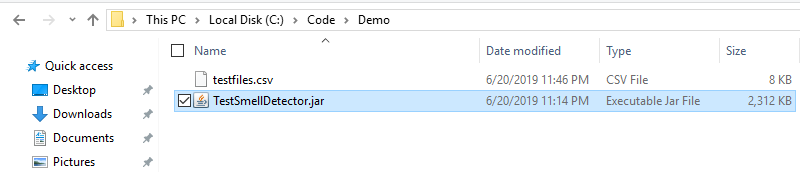 This PC > Local Disk (C:) > Code > Demo
Name Date modified Type Size
Quick access
testfiles.csv 6/20/2019 11:46 PM CSV File 8 KB
Desktop
TestSmellDetector.jar 6/20/2019 11:14 PM Executable Jar File 2,312 KB
Downloads
Documents
Pictures